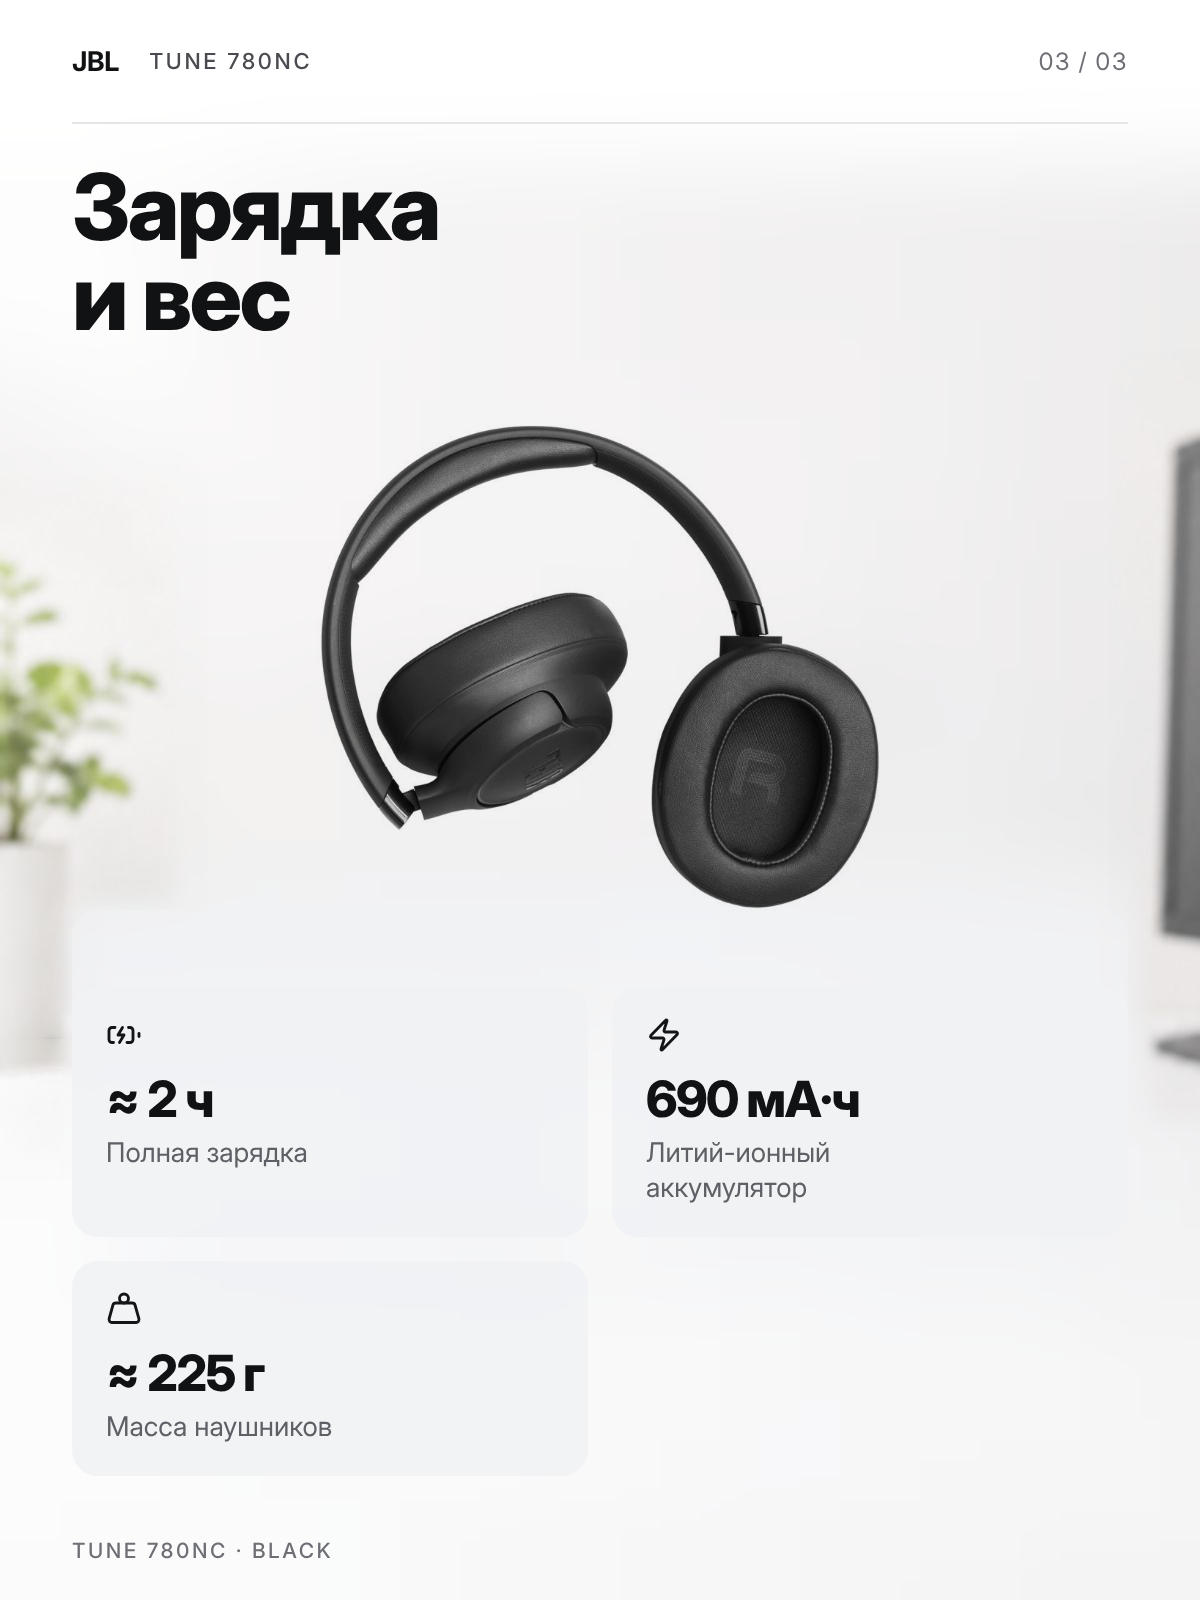 JBL TUNE 780NC 03 / 03
Зарядка
и вес
JBL
R
≈ 2 ч
Полная зарядка
690 мА·ч
Литий-ионный
аккумулятор
≈ 225 г
Масса наушников
TUNE 780NC · BLACK